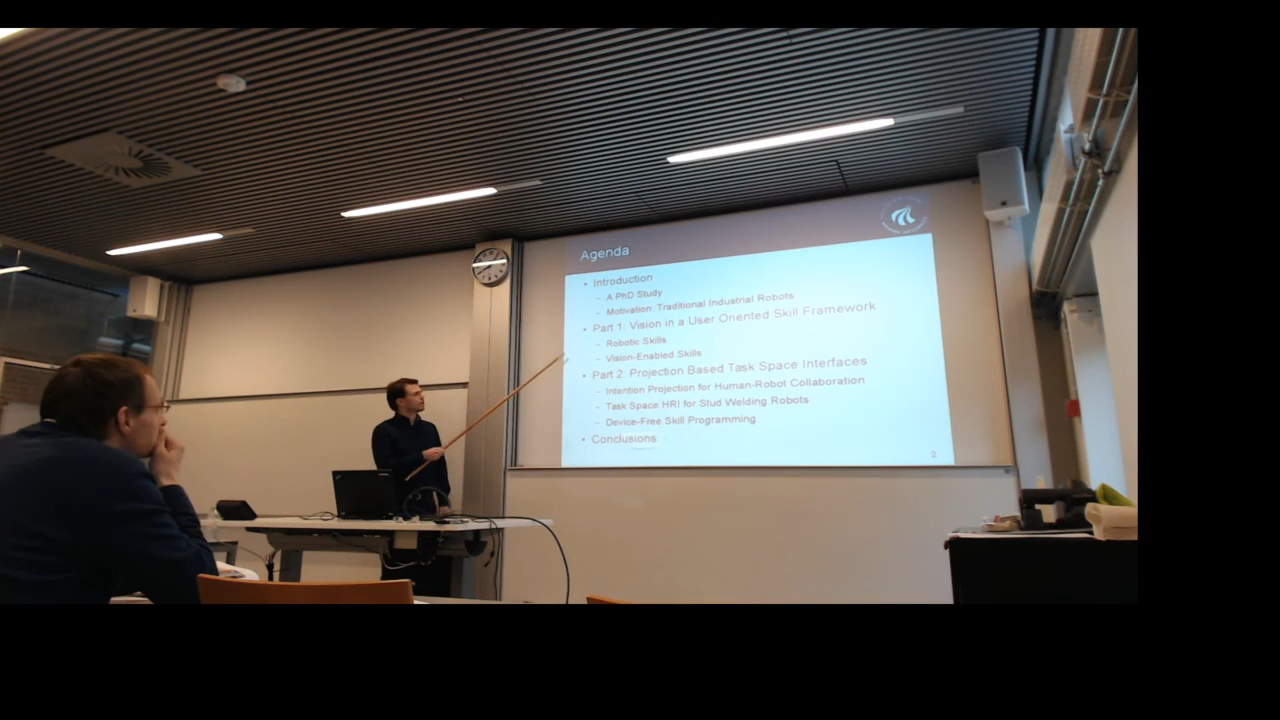 Agenda
• Introduction
– A PhD Study
– Motivation: Traditional Industrial Robots
• Part 1: Vision in a User Oriented Skill Framework
– Robotic Skills
– Vision-Enabled Skills
• Part 2: Projection Based Task Space Interfaces
– Intention Projection for Human-Robot Collaboration
– Task Space HRI for Stud Welding Robots
– Device-Free Skill Programming
• Conclusions
2